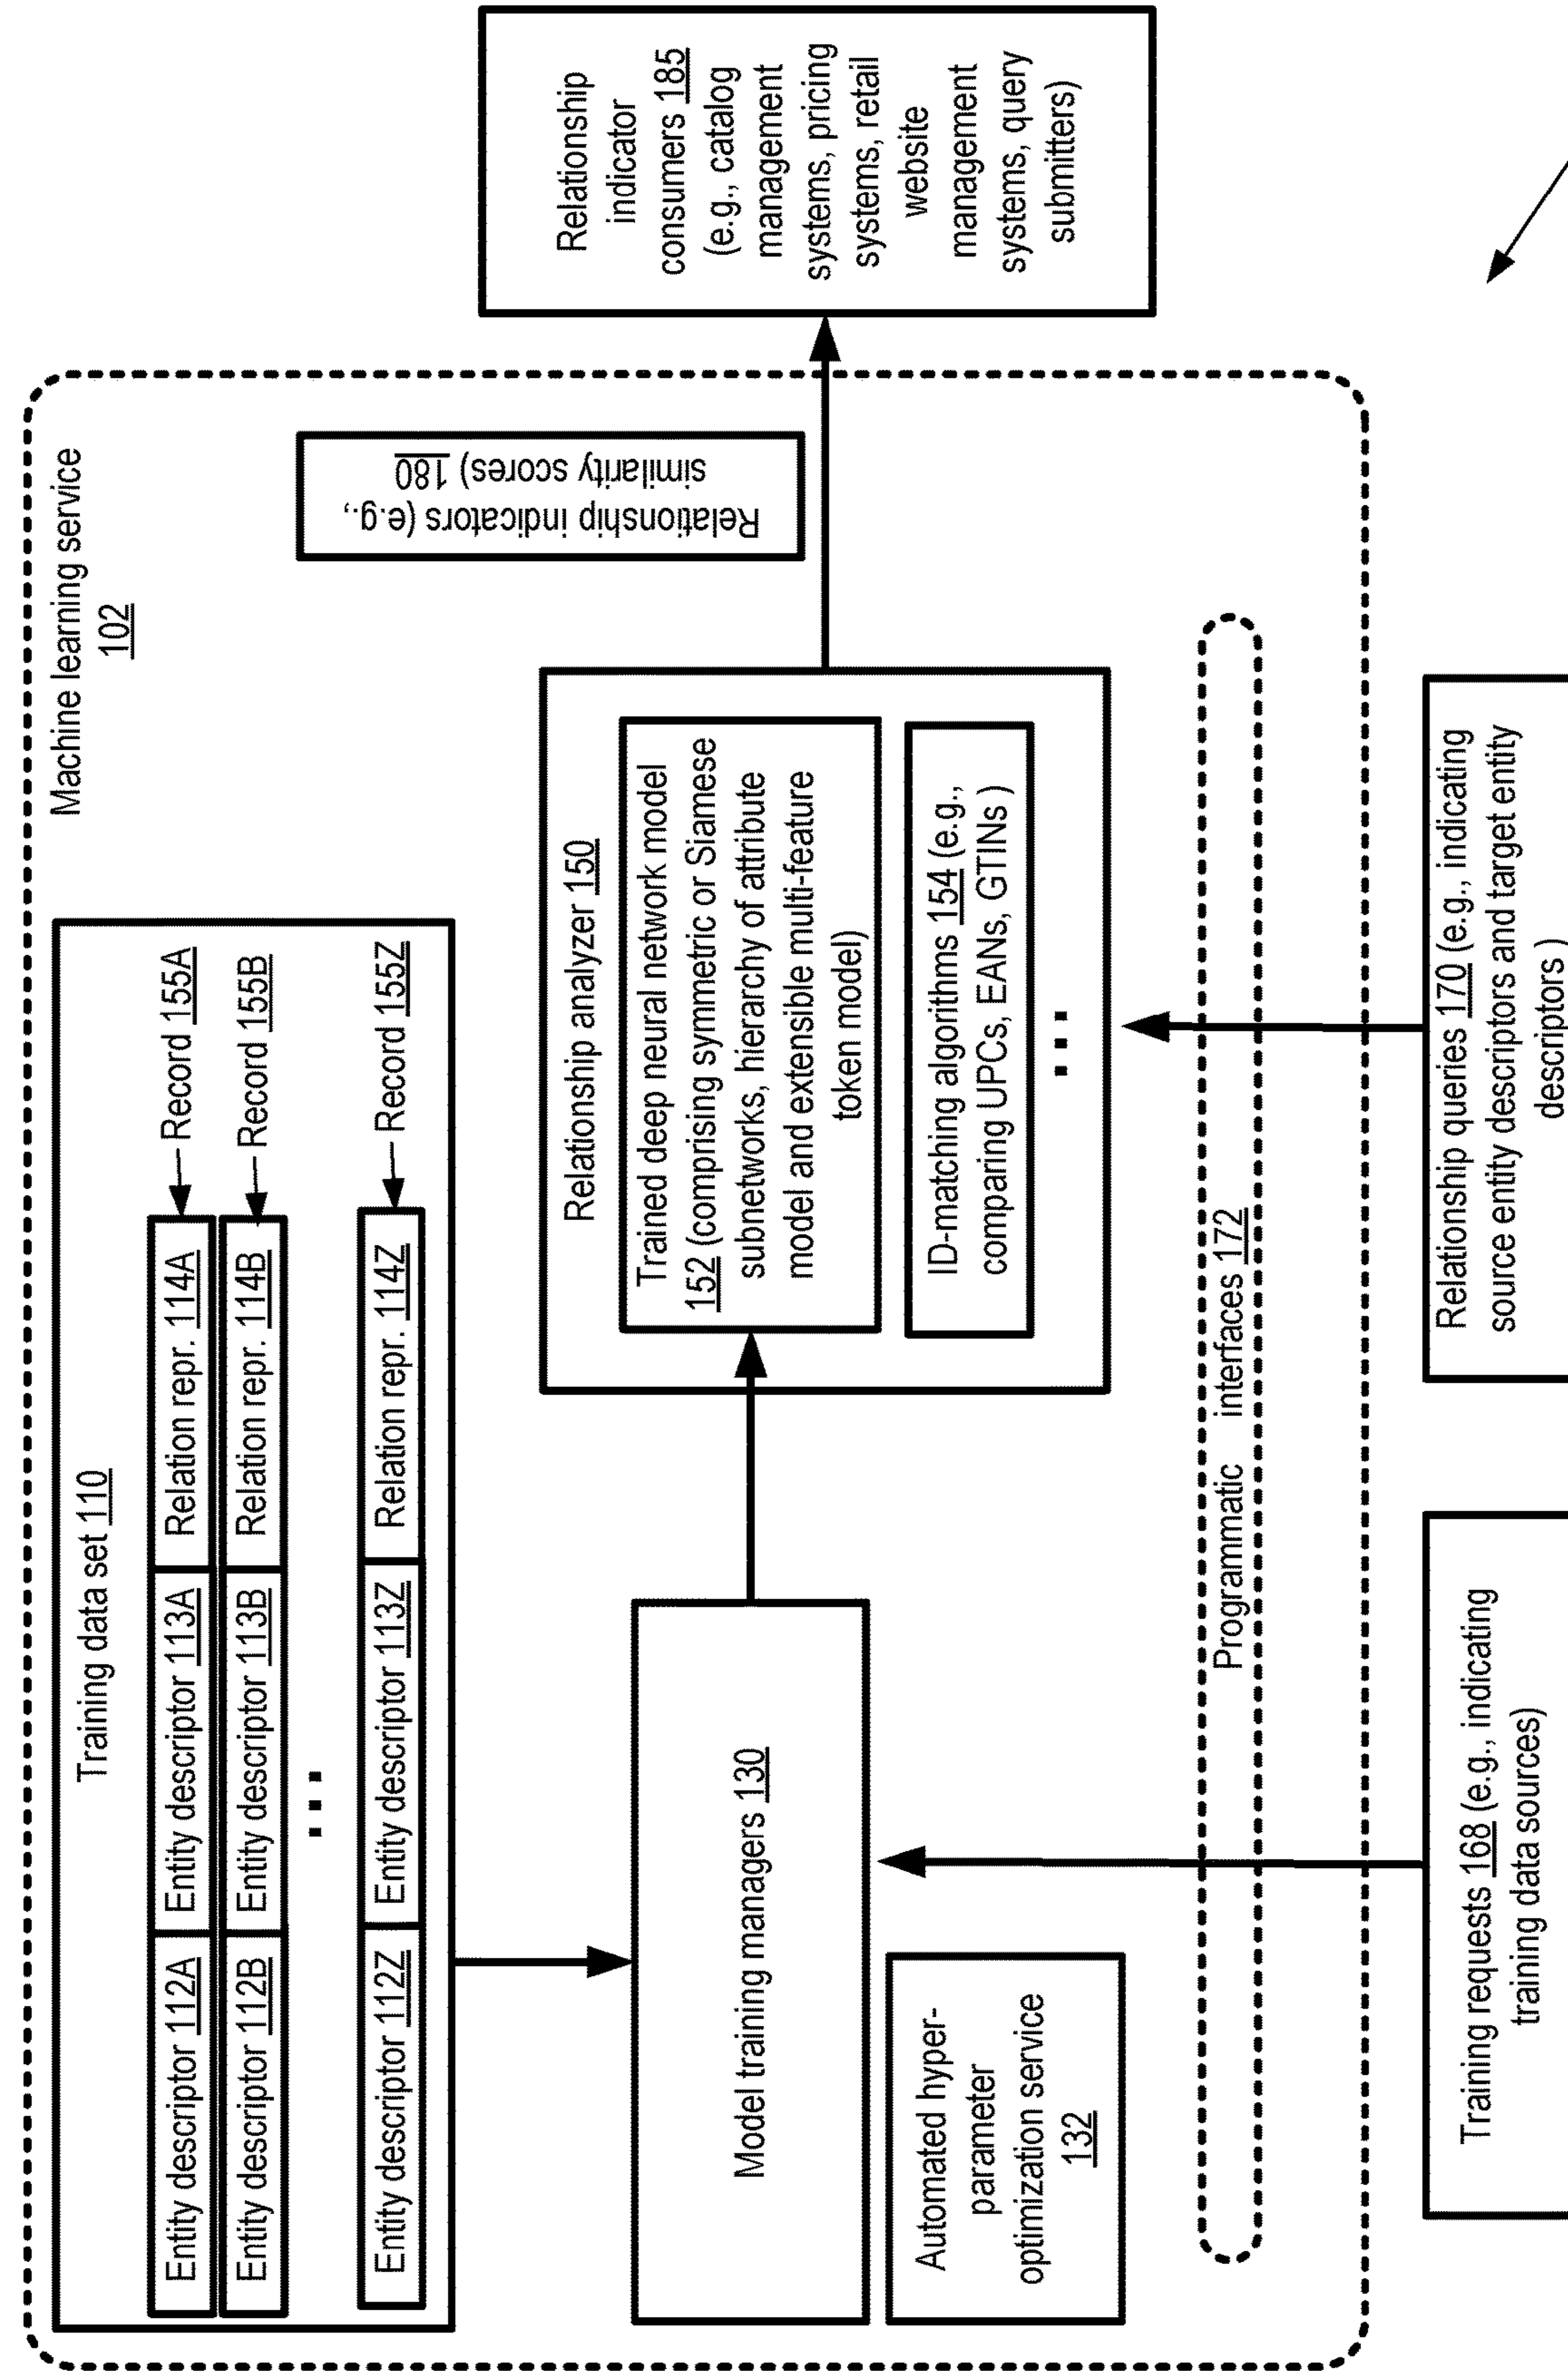 Machine learning service
102
Training data set 110
Entity descriptor 112A
Entity descriptor 113A
Relation repr. 114A
Record 155A
Entity descriptor 112B
Entity descriptor 113B
Relation repr. 114B
Record 155B
...
Entity descriptor 112Z
Entity descriptor 113Z
Relation repr. 114Z
Record 155Z
Model training managers 130
Automated hyper-
parameter
optimization service
132
Relationship analyzer 150
Trained deep neural network model
152 (comprising symmetric or Siamese
subnetworks, hierarchy of attribute
model and extensible multi-feature
token model)
ID-matching algorithms 154 (e.g.,
comparing UPCs, EANs, GTINs )
...
Relationship indicators (e.g.,
similarity scores) 180
Relationship
indicator
consumers 185
(e.g., catalog
management
systems, pricing
systems, retail
website
management
systems, query
submitters)
Programmatic interfaces 172
Training requests 168 (e.g., indicating
training data sources)
Relationship queries 170 (e.g., indicating
source entity descriptors and target entity
descriptors )